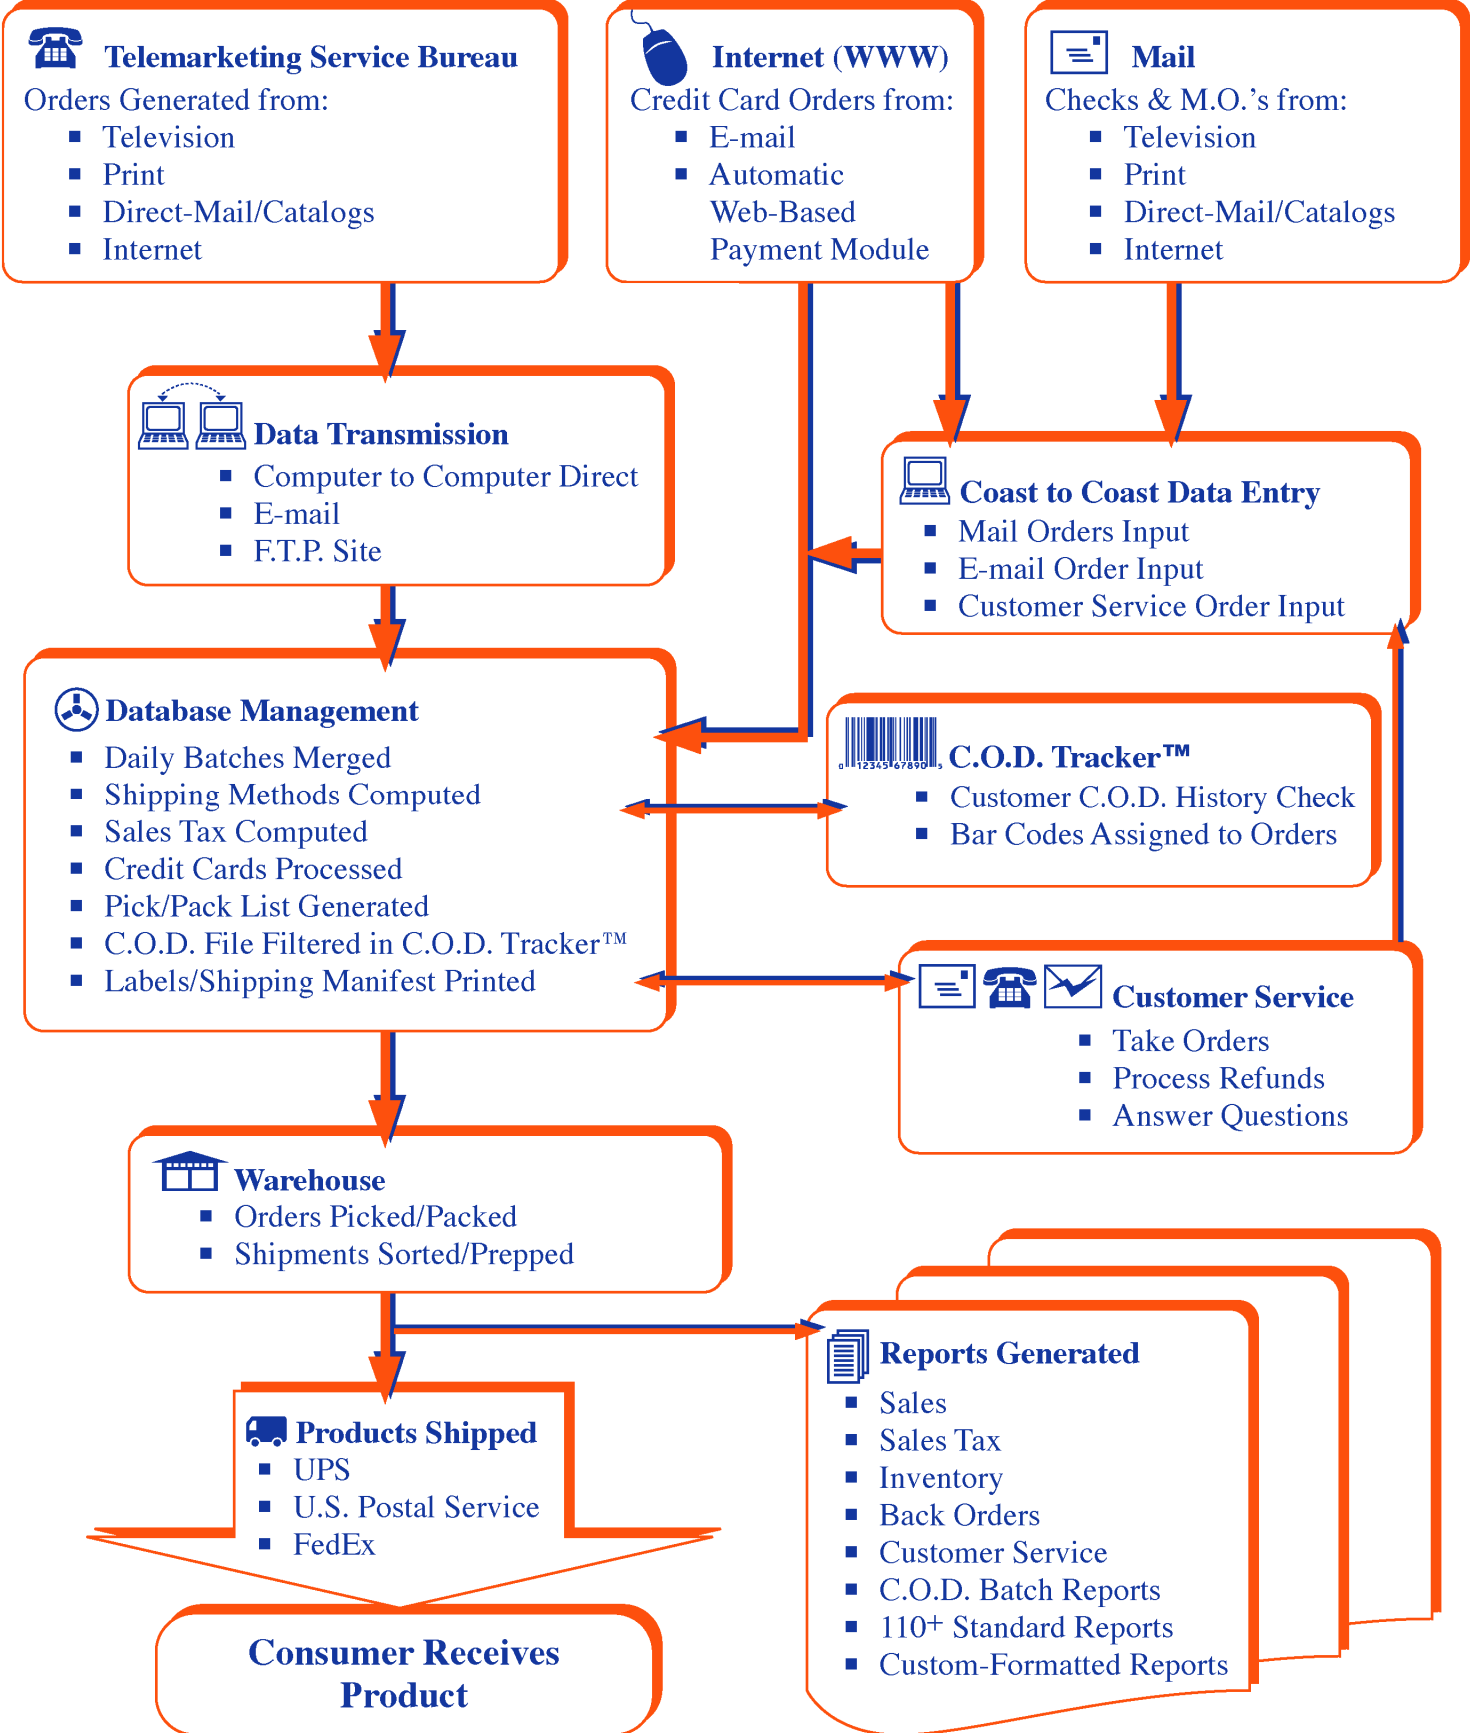 Telemarketing Service Bureau
Orders Generated from:
▪ Television
▪ Print
▪ Direct-Mail/Catalogs
▪ Internet
Internet (WWW)
Credit Card Orders from:
▪ E-mail
▪ Automatic
Web-Based
Payment Module
Mail
Checks & M.O.’s from:
▪ Television
▪ Print
▪ Direct-Mail/Catalogs
▪ Internet
Data Transmission
▪ Computer to Computer Direct
▪ E-mail
▪ F.T.P. Site
Coast to Coast Data Entry
▪ Mail Orders Input
▪ E-mail Order Input
▪ Customer Service Order Input
Database Management
▪ Daily Batches Merged
▪ Shipping Methods Computed
▪ Sales Tax Computed
▪ Credit Cards Processed
▪ Pick/Pack List Generated
▪ C.O.D. File Filtered in C.O.D. Tracker™
▪ Labels/Shipping Manifest Printed
0 12345 67890 5
C.O.D. Tracker™
▪ Customer C.O.D. History Check
▪ Bar Codes Assigned to Orders
Customer Service
▪ Take Orders
▪ Process Refunds
▪ Answer Questions
Warehouse
▪ Orders Picked/Packed
▪ Shipments Sorted/Prepped
Reports Generated
▪ Sales
▪ Sales Tax
▪ Inventory
▪ Back Orders
▪ Customer Service
▪ C.O.D. Batch Reports
▪ 110+ Standard Reports
▪ Custom-Formatted Reports
Products Shipped
▪ UPS
▪ U.S. Postal Service
▪ FedEx
Consumer Receives
Product